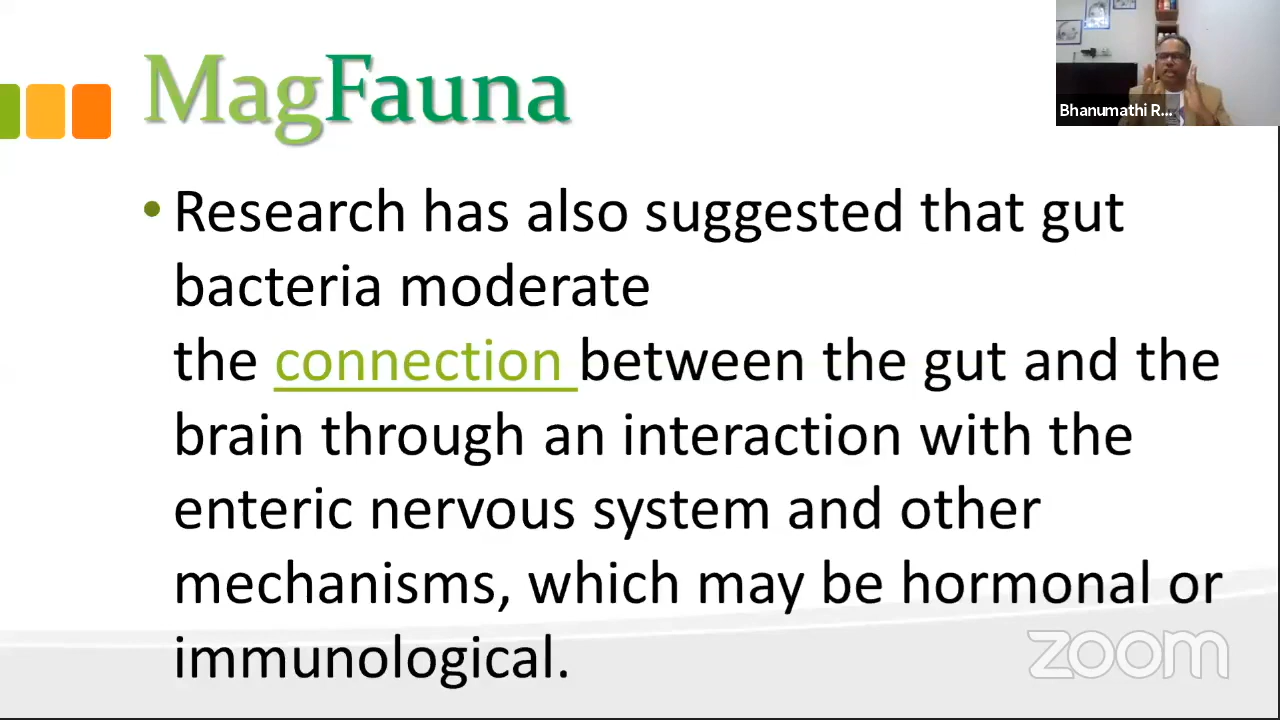 MagFauna
Bhanumathi R...
• Research has also suggested that gut
bacteria moderate
the connection between the gut and the
brain through an interaction with the
enteric nervous system and other
mechanisms, which may be hormonal or
immunological.
zoom